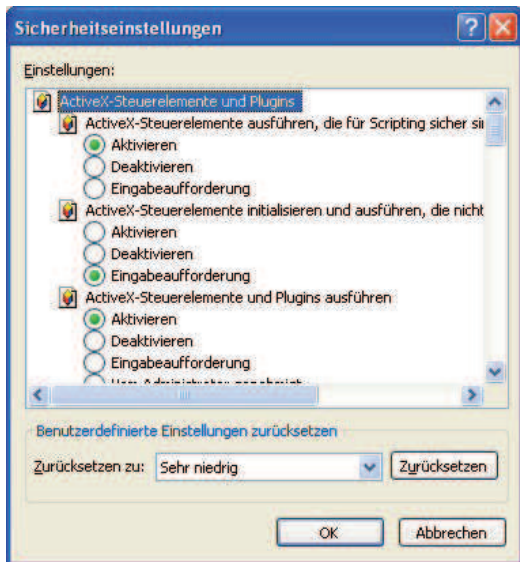 Sicherheitseinstellungen
Einstellungen:
ActiveX-Steuerelemente und Plugins
ActiveX-Steuerelemente ausführen, die für Scripting sicher
Aktivieren
Deaktivieren
Eingabeaufforderung
ActiveX-Steuerelemente initialisieren und ausführen, die nicht
Aktivieren
Deaktivieren
Eingabeaufforderung
ActiveX-Steuerelemente und Plugins ausführen
Aktivieren
Deaktivieren
Eingabeaufforderung
Benutzerdefinierte Einstellungen zurücksetzen
Zurücksetzen zu: Sehr niedrig Zurücksetzen
OK Abbrechen